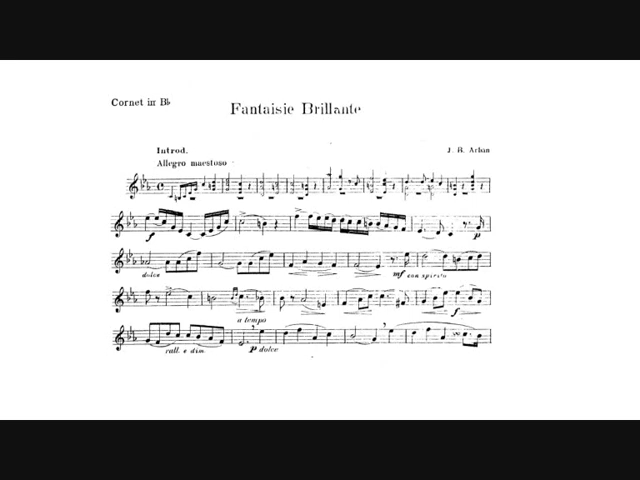 Cornet in B♭
Fantaisie Brillante
Introd.
J. B. Arban
Allegro maestoso
f
p
dolce
mf con spirito
f
a tempo
rall. e dim.
p dolce